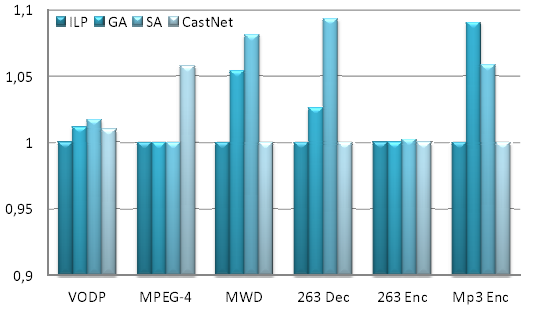 1,1
ILP GA SA CastNet
1,05
1
0,95
0,9
VODP MPEG-4 MWD 263 Dec 263 Enc Mp3 Enc